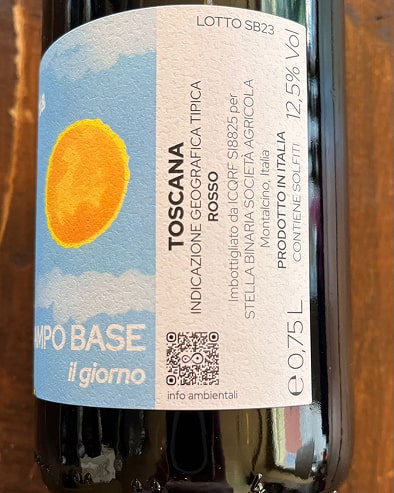 LOTTO SB23
TOSCANA
INDICAZIONE GEOGRAFICA TIPICA
ROSSO
Imbottigliato da ICQRF SI8825 per
STELLA BINARIA SOCIETÀ AGRICOLA
Montalcino, Italia
PRODOTTO IN ITALIA
CONTIENE SOLFITI
12,5% Vol
e 0,75 L
MPO BASE
il giorno
info ambientali